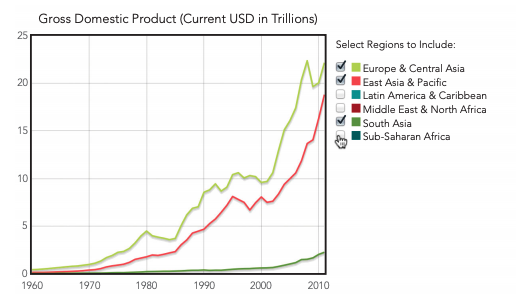 Gross Domestic Product (Current USD in Trillions)
25
20
15
10
5
0
1960
1970
1980
1990
2000
2010
Select Regions to Include:
Europe & Central Asia
East Asia & Pacific
Latin America & Caribbean
Middle East & North Africa
South Asia
Sub-Saharan Africa